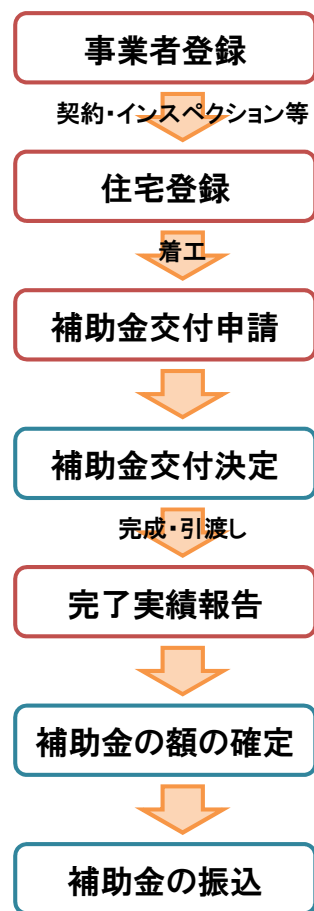 事業者登録
契約・インスペクション等
住宅登録
着工
補助金交付申請
補助金交付決定
完成・引渡し
完了実績報告
補助金の額の確定
補助金の振込